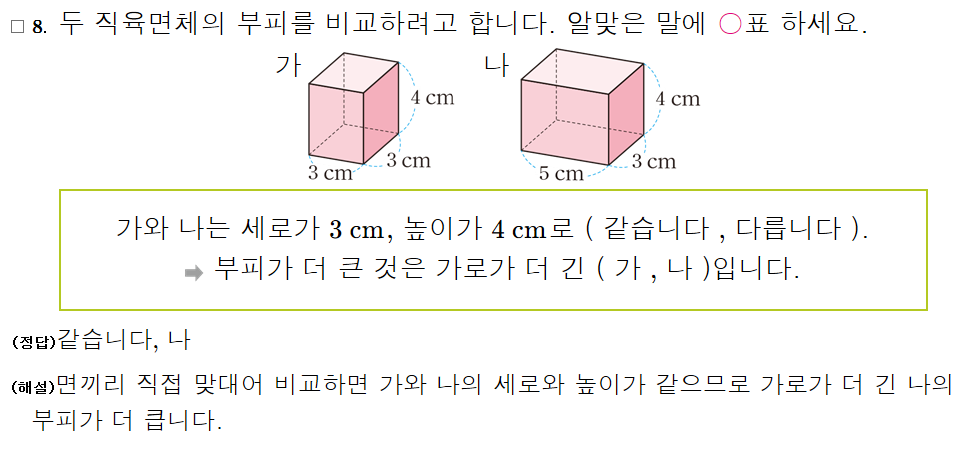 □ 8. 두 직육면체의 부피를 비교하려고 합니다. 알맞은 말에 ○표 하세요.
가 나
4 cm 4 cm
3 cm 3 cm 5 cm 3 cm
가와 나는 세로가 3 cm, 높이가 4 cm로 ( 같습니다 , 다릅니다 ).
➡ 부피가 더 큰 것은 가로가 더 긴 ( 가 , 나 )입니다.
(정답)같습니다, 나
(해설)면끼리 직접 맞대어 비교하면 가와 나의 세로와 높이가 같으므로 가로가 더 긴 나의
부피가 더 큽니다.